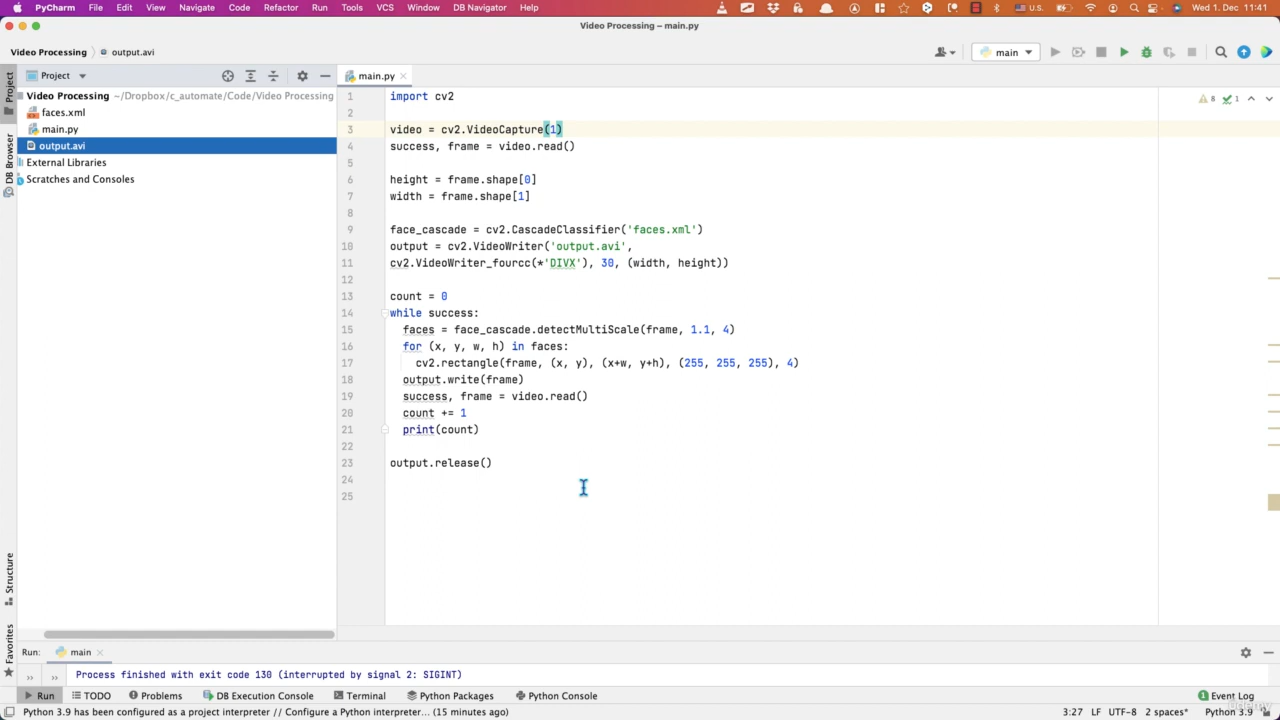 PyCharm File Edit View Navigate Code Refactor Run Tools VCS Window DB Navigator Help U.S. Wed 1. Dec 11:41
Video Processing – main.py
Video Processing output.avi main
Project main.py
Video Processing ~/Dropbox/c_automate/Code/Video Processing
faces.xml
main.py
output.avi
External Libraries
Scratches and Consoles
Project
DB Browser
Structure
Favorites
8 1
1 import cv2
2
3 video = cv2.VideoCapture(1)
4 success, frame = video.read()
5
6 height = frame.shape[0]
7 width = frame.shape[1]
8
9 face_cascade = cv2.CascadeClassifier('faces.xml')
10 output = cv2.VideoWriter('output.avi',
11 cv2.VideoWriter_fourcc(*'DIVX'), 30, (width, height))
12
13 count = 0
14 while success:
15 faces = face_cascade.detectMultiScale(frame, 1.1, 4)
16 for (x, y, w, h) in faces:
17 cv2.rectangle(frame, (x, y), (x+w, y+h), (255, 255, 255), 4)
18 output.write(frame)
19 success, frame = video.read()
20 count += 1
21 print(count)
22
23 output.release()
24
25
Run: main
Process finished with exit code 130 (interrupted by signal 2: SIGINT)
Run TODO Problems DB Execution Console Terminal Python Packages Python Console 1 Event Log
Python 3.9 has been configured as a project interpreter // Configure a Python interpreter... (15 minutes ago) 3:27 LF UTF-8 2 spaces* Python 3.9